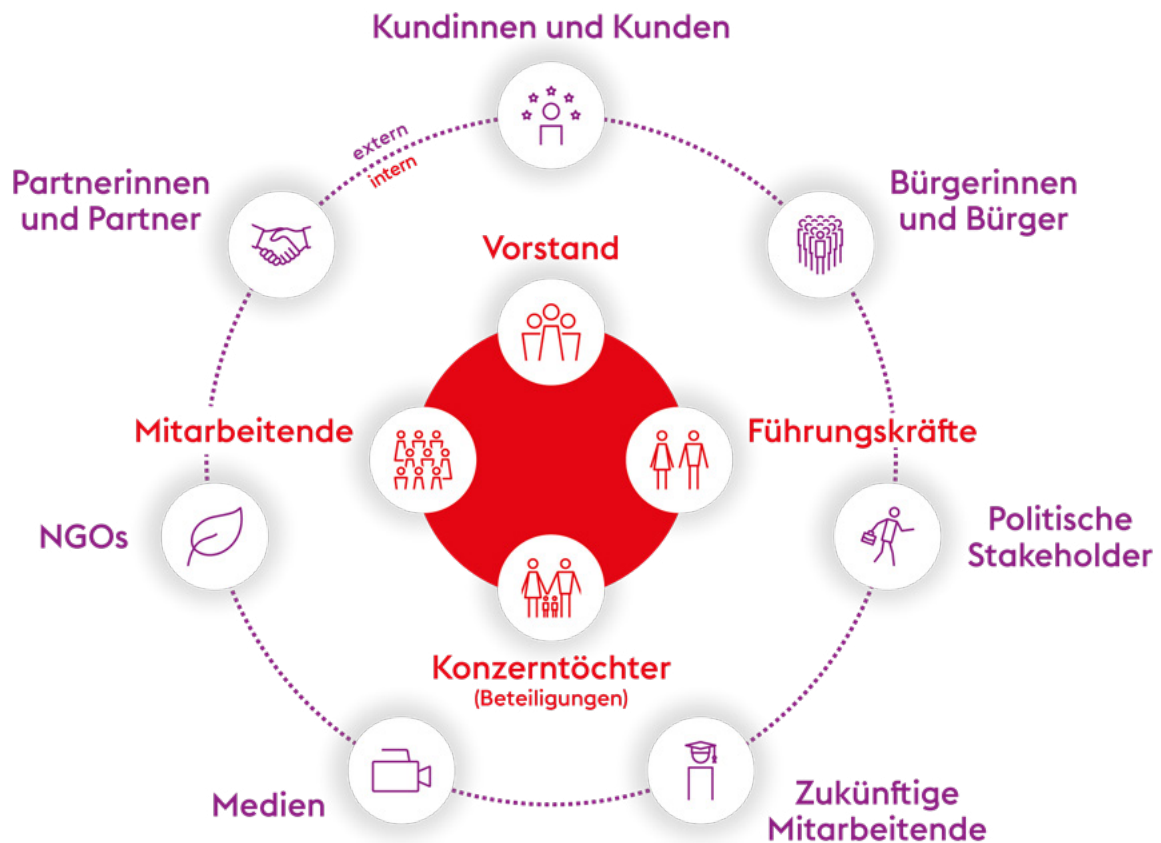 Kundinnen und Kunden
extern
intern
Partnerinnen
und Partner
Bürgerinnen
und Bürger
Vorstand
Mitarbeitende
Führungskräfte
NGOs
Politische
Stakeholder
Konzerntöchter
(Beteiligungen)
Medien
Zukünftige
Mitarbeitende